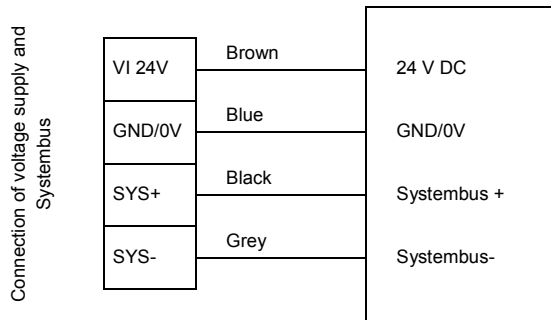 Connection of voltage supply and
Systembus
VI 24V
Brown
24 V DC
GND/0V
Blue
GND/0V
SYS+
Black
Systembus +
SYS-
Grey
Systembus-